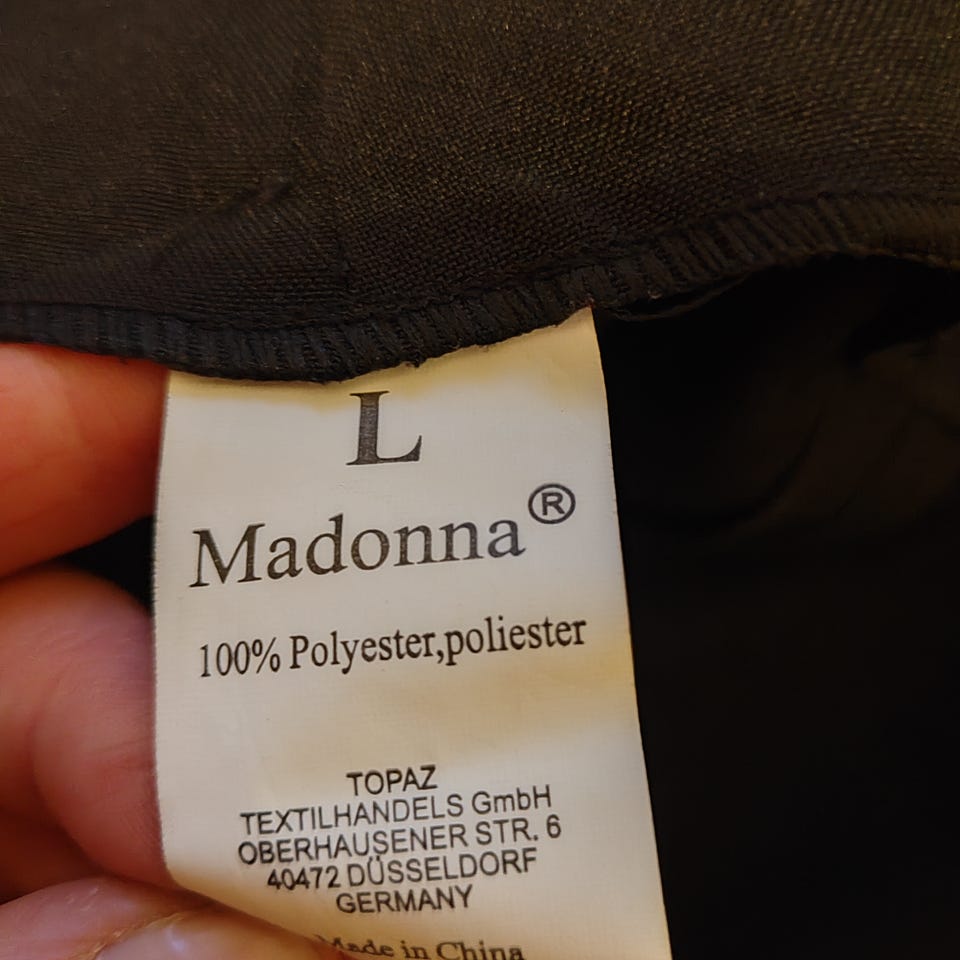 L
Madonna®
100% Polyester,poliester
TOPAZ
TEXTILHANDELS GmbH
OBERHAUSENER STR. 6
40472 DÜSSELDORF
GERMANY
Made in China